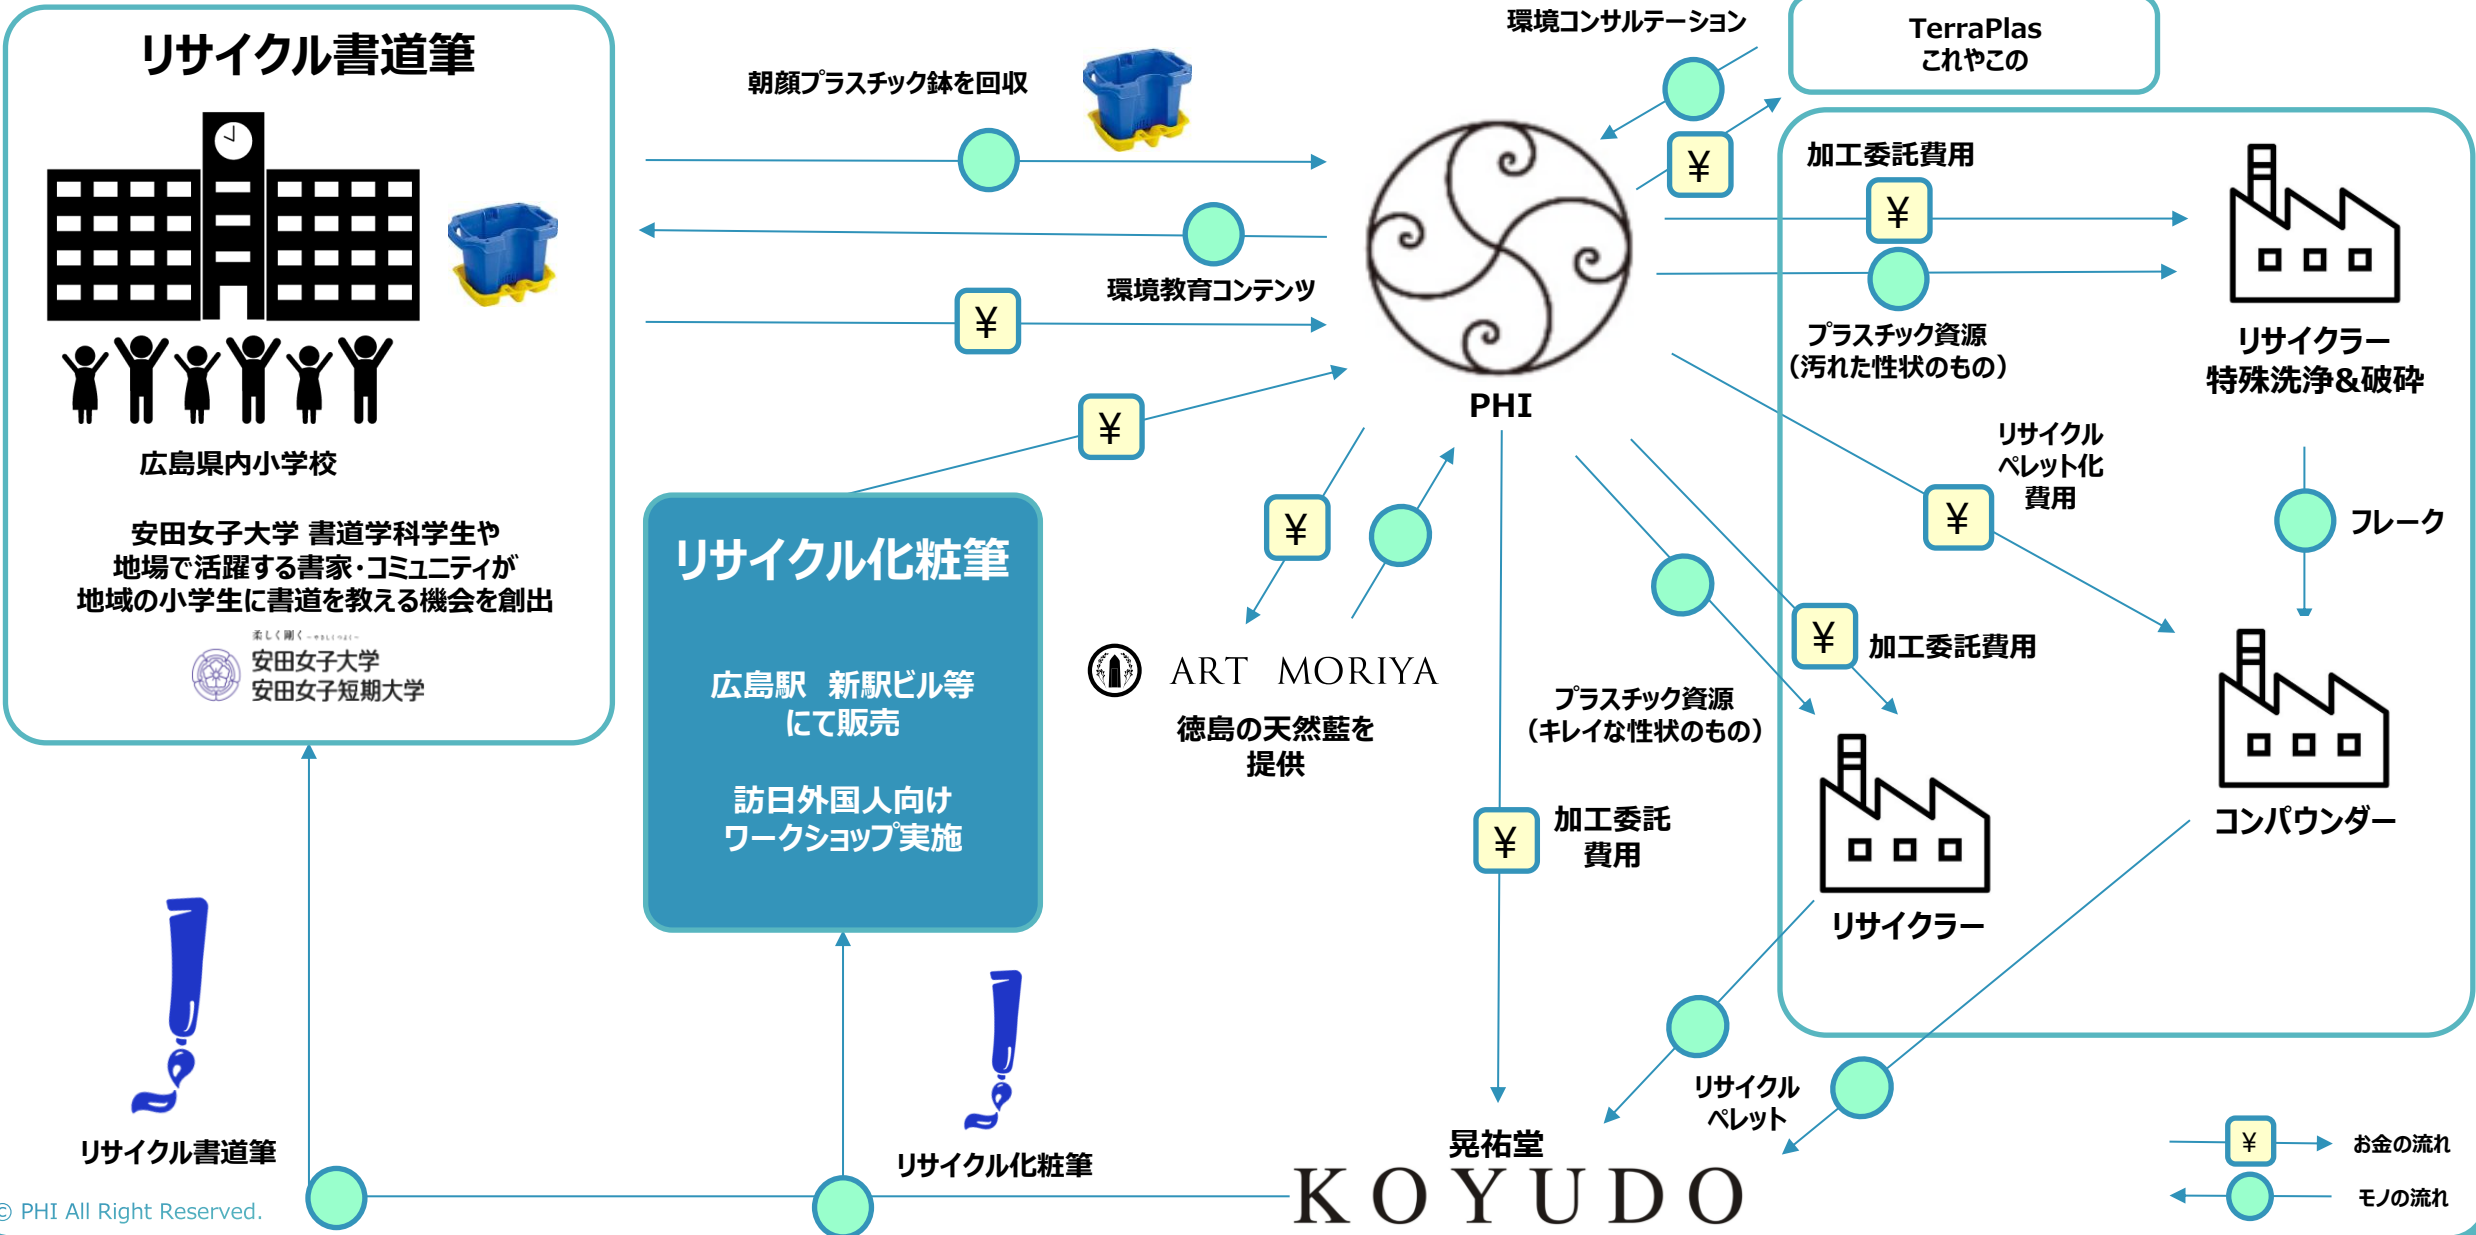 リサイクル書道筆
広島県内小学校
安田女子大学 書道学科学生や
地場で活躍する書家・コミュニティが
地域の小学生に書道を教える機会を創出
柔しく剛く ~やさしくつよく~
安田女子大学
安田女子短期大学
朝顔プラスチック鉢を回収
環境教育コンテンツ
¥
¥
リサイクル化粧筆
広島駅 新駅ビル等
にて販売
訪日外国人向け
ワークショップ実施
環境コンサルテーション
¥
PHI
TerraPlas
これやこの
加工委託費用
¥
プラスチック資源
（汚れた性状のもの）
リサイクラー
特殊洗浄&破砕
リサイクル
ペレット化
費用
¥
フレーク
¥
ART MORIYA
徳島の天然藍を
提供
プラスチック資源
（キレイな性状のもの）
¥
加工委託費用
コンパウンダー
¥
加工委託
費用
リサイクラー
リサイクル
ペレット
リサイクル書道筆
リサイクル化粧筆
晃祐堂
KOYUDO
¥
お金の流れ
モノの流れ
© PHI All Right Reserved.